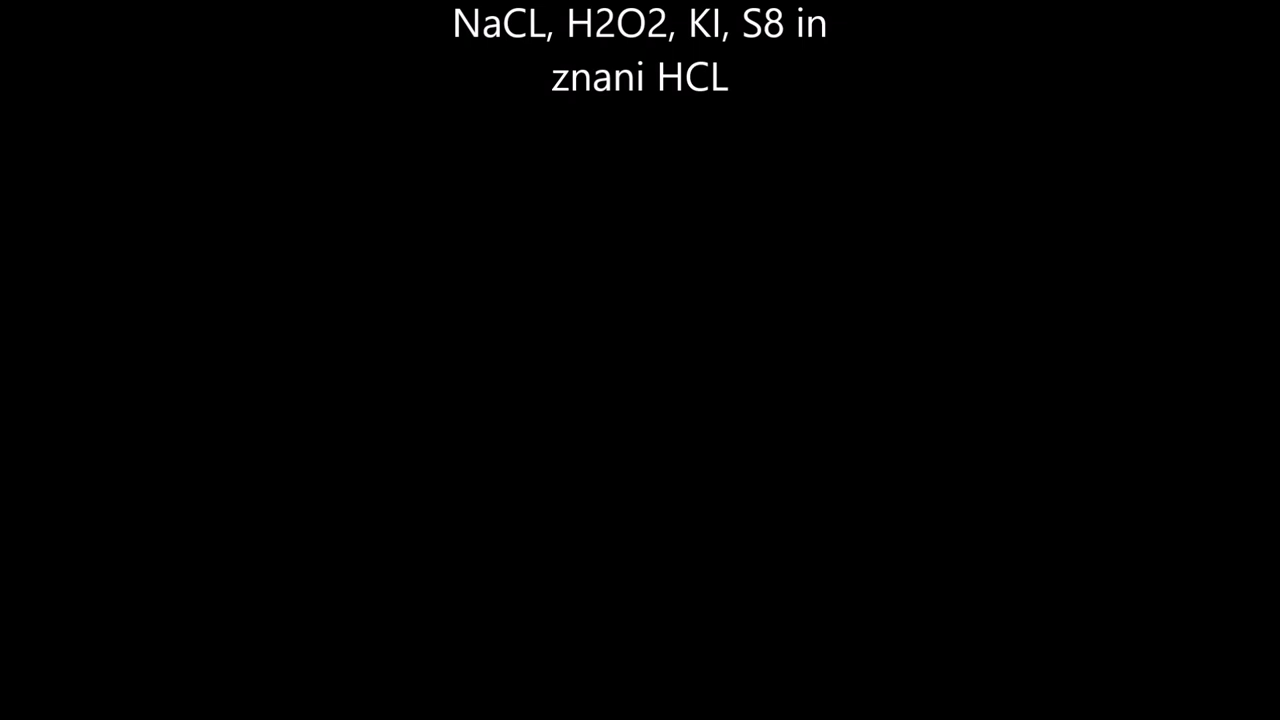 NaCL, H2O2, KI, S8 in
znani HCL